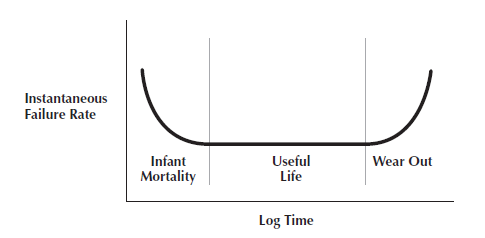 Instantaneous
Failure Rate
Infant
Mortality
Useful
Life
Wear Out
Log Time